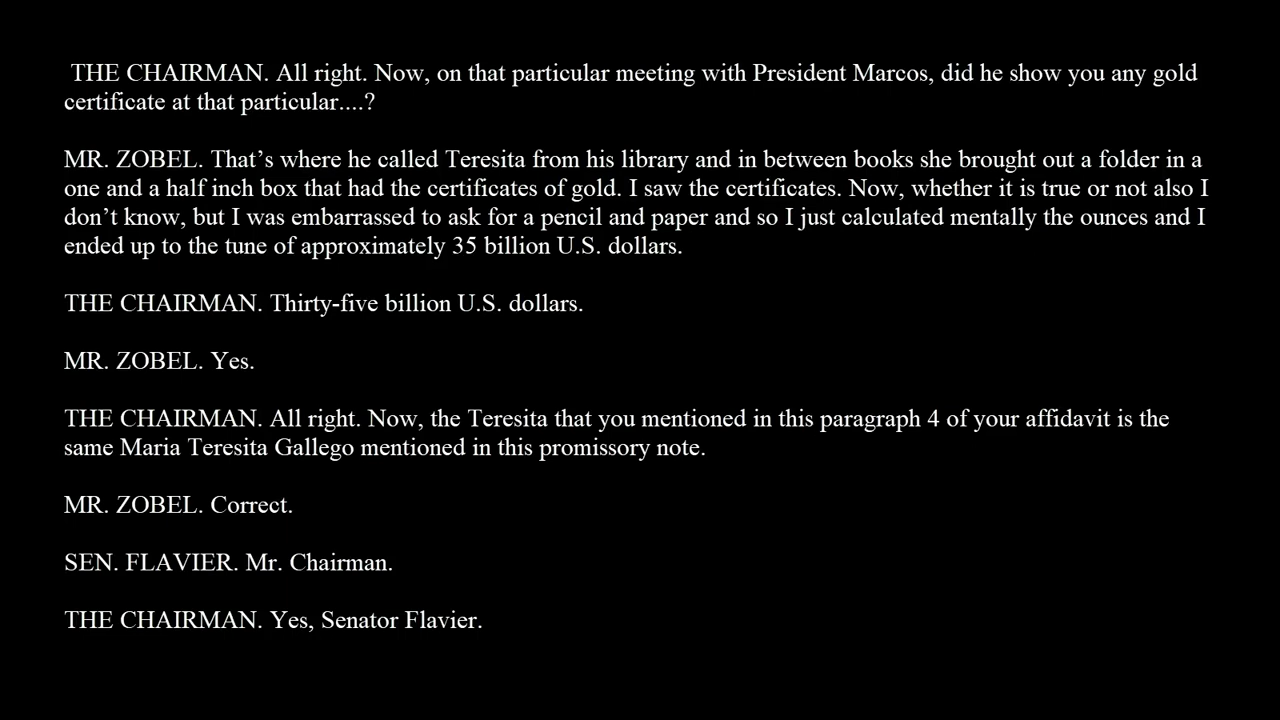 THE CHAIRMAN. All right. Now, on that particular meeting with President Marcos, did he show you any gold
certificate at that particular....?
MR. ZOBEL. That’s where he called Teresita from his library and in between books she brought out a folder in a
one and a half inch box that had the certificates of gold. I saw the certificates. Now, whether it is true or not also I
don’t know, but I was embarrassed to ask for a pencil and paper and so I just calculated mentally the ounces and I
ended up to the tune of approximately 35 billion U.S. dollars.
THE CHAIRMAN. Thirty-five billion U.S. dollars.
MR. ZOBEL. Yes.
THE CHAIRMAN. All right. Now, the Teresita that you mentioned in this paragraph 4 of your affidavit is the
same Maria Teresita Gallego mentioned in this promissory note.
MR. ZOBEL. Correct.
SEN. FLAVIER. Mr. Chairman.
THE CHAIRMAN. Yes, Senator Flavier.